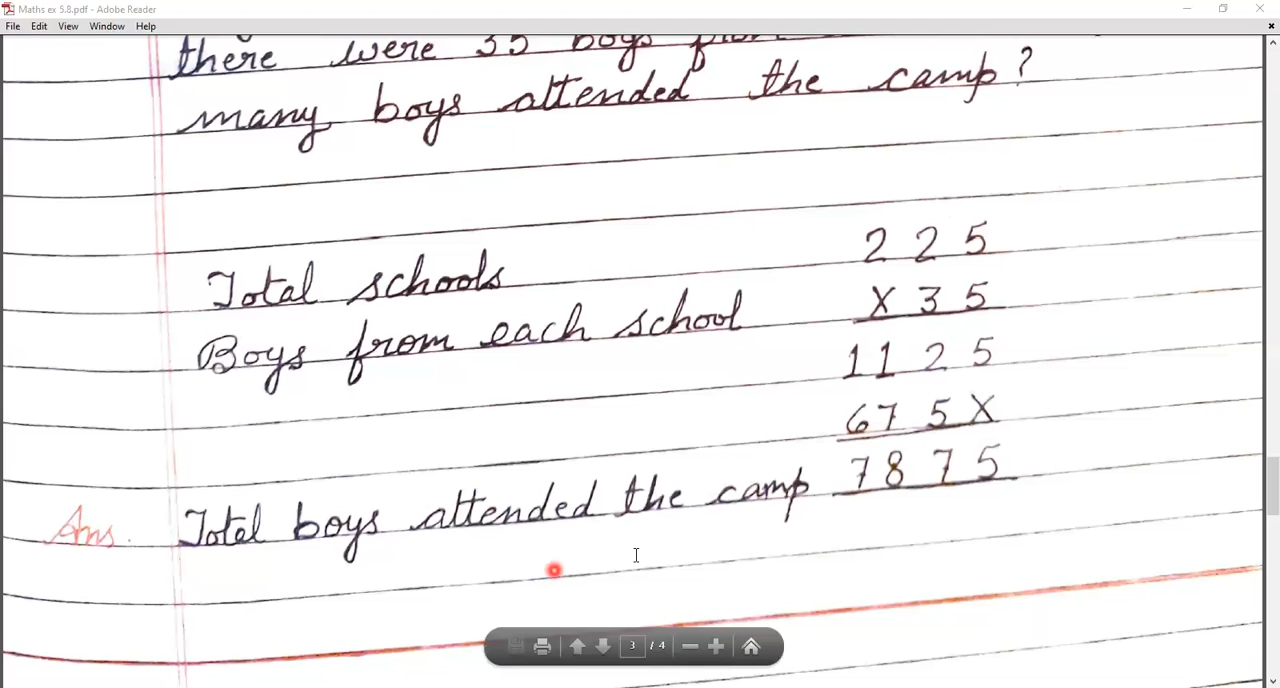 Maths ex 5.8.pdf - Adobe Reader
File Edit View Window Help
there were 35 boys from
many boys attended the camp?
Total schools 2 2 5
Boys from each school X 3 5
1 1 2 5
6 7 5 X
Ans. Total boys attended the camp 7 8 7 5
3 / 4